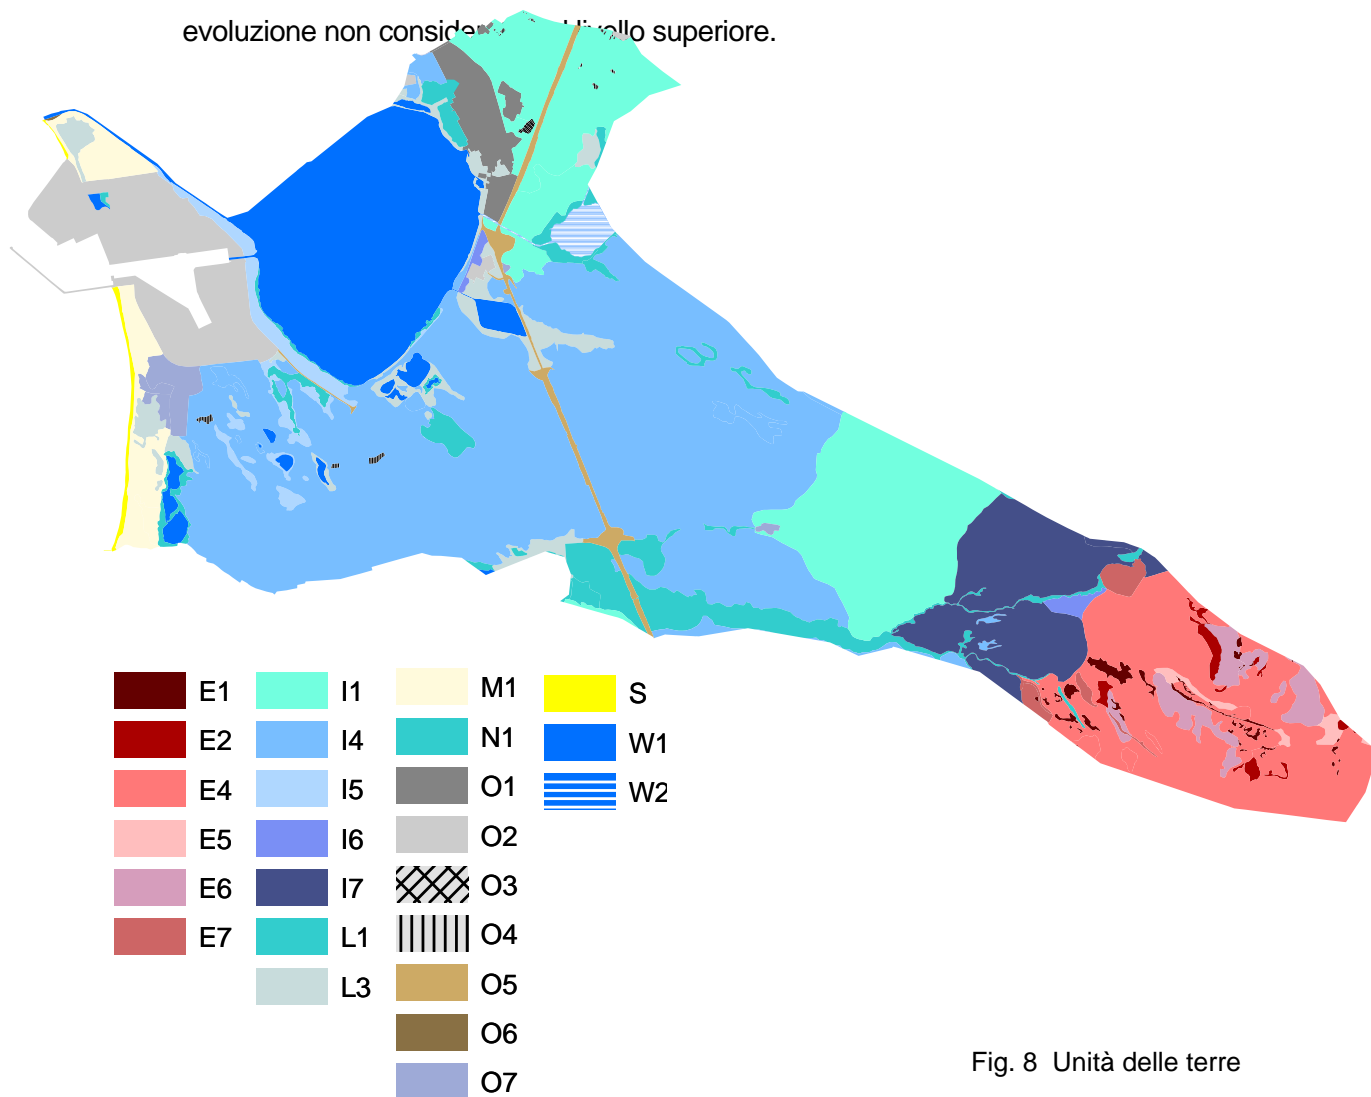 evoluzione non livello superiore.
E1
E2
E4
E5
E6
E7
I1
I4
I5
I6
I7
L1
L3
M1
N1
O1
O2
O3
O4
O5
O6
O7
S
W1
W2
Fig. 8 Unità delle terre